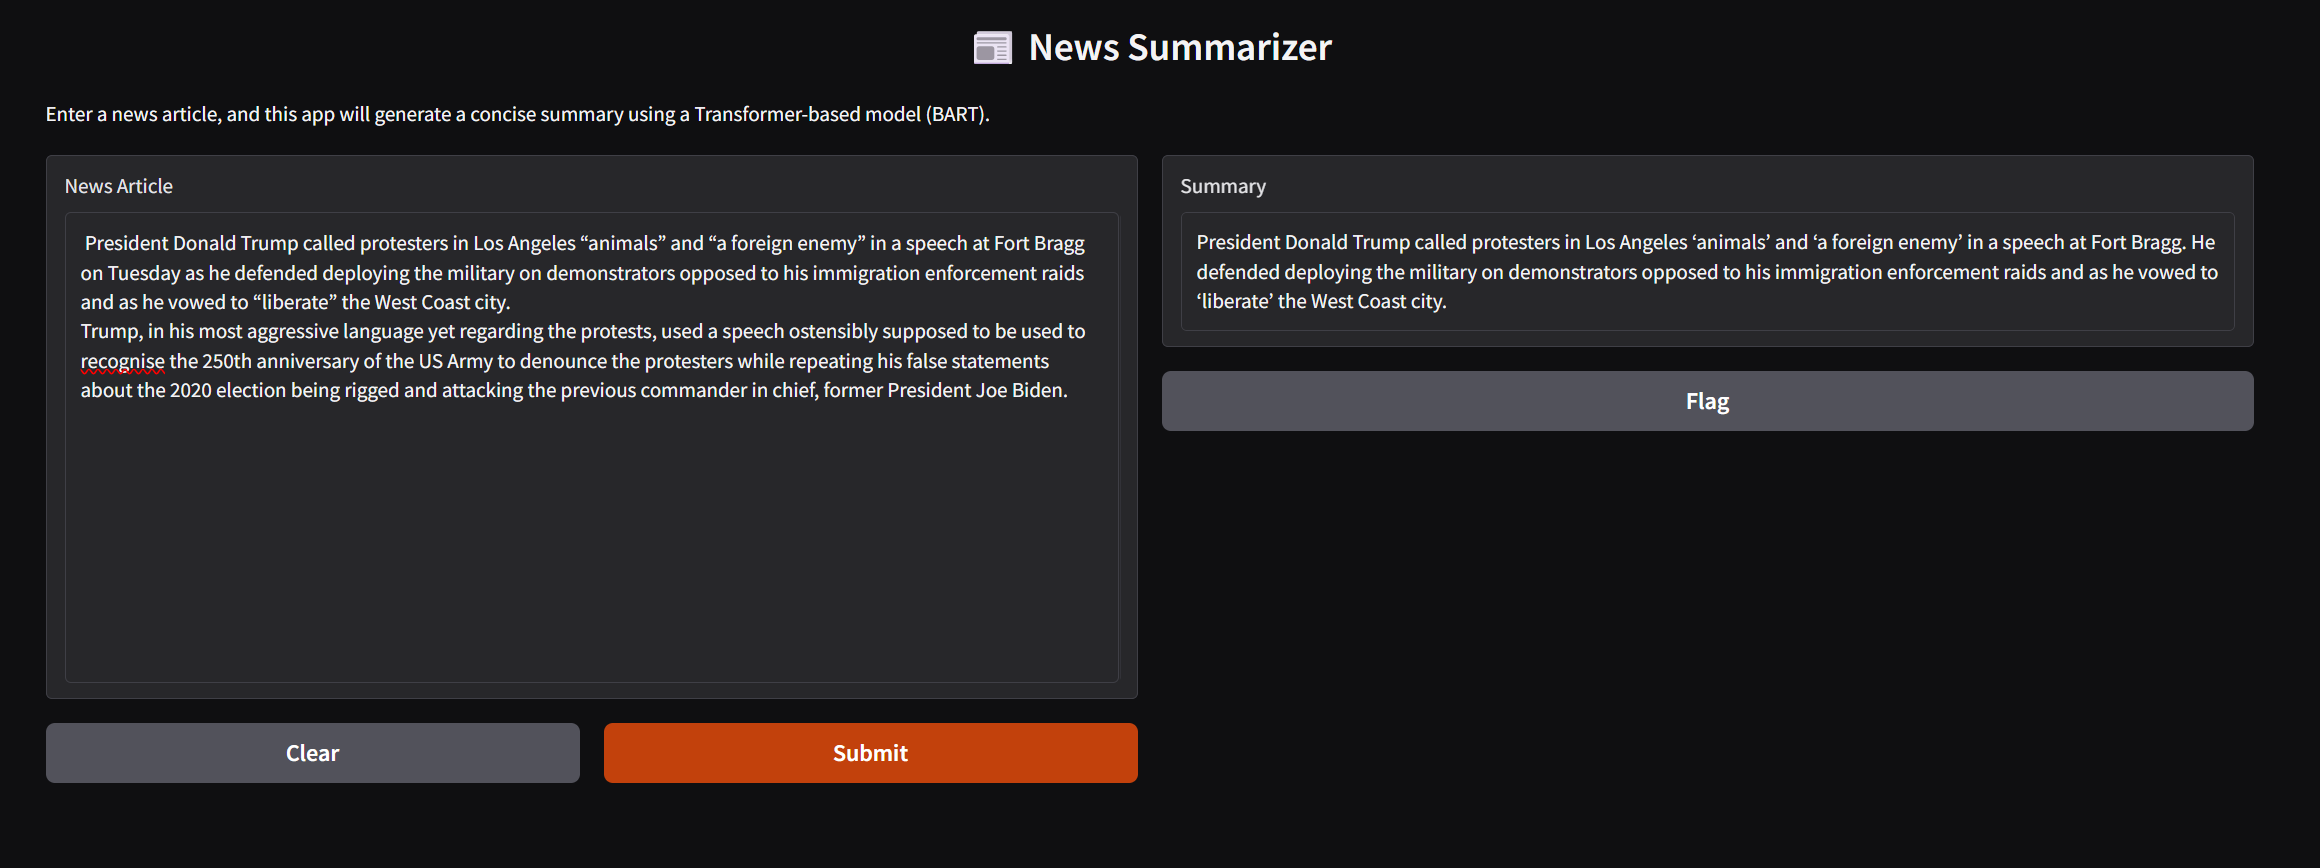 News Summarizer
Enter a news article, and this app will generate a concise summary using a Transformer-based model (BART).
News Article
President Donald Trump called protesters in Los Angeles “animals” and “a foreign enemy” in a speech at Fort Bragg
on Tuesday as he defended deploying the military on demonstrators opposed to his immigration enforcement raids
and as he vowed to “liberate” the West Coast city.
Trump, in his most aggressive language yet regarding the protests, used a speech ostensibly supposed to be used to
recognise the 250th anniversary of the US Army to denounce the protesters while repeating his false statements
about the 2020 election being rigged and attacking the previous commander in chief, former President Joe Biden.
Clear
Submit
Summary
President Donald Trump called protesters in Los Angeles ‘animals’ and ‘a foreign enemy’ in a speech at Fort Bragg. He
defended deploying the military on demonstrators opposed to his immigration enforcement raids and as he vowed to
‘liberate’ the West Coast city.
Flag